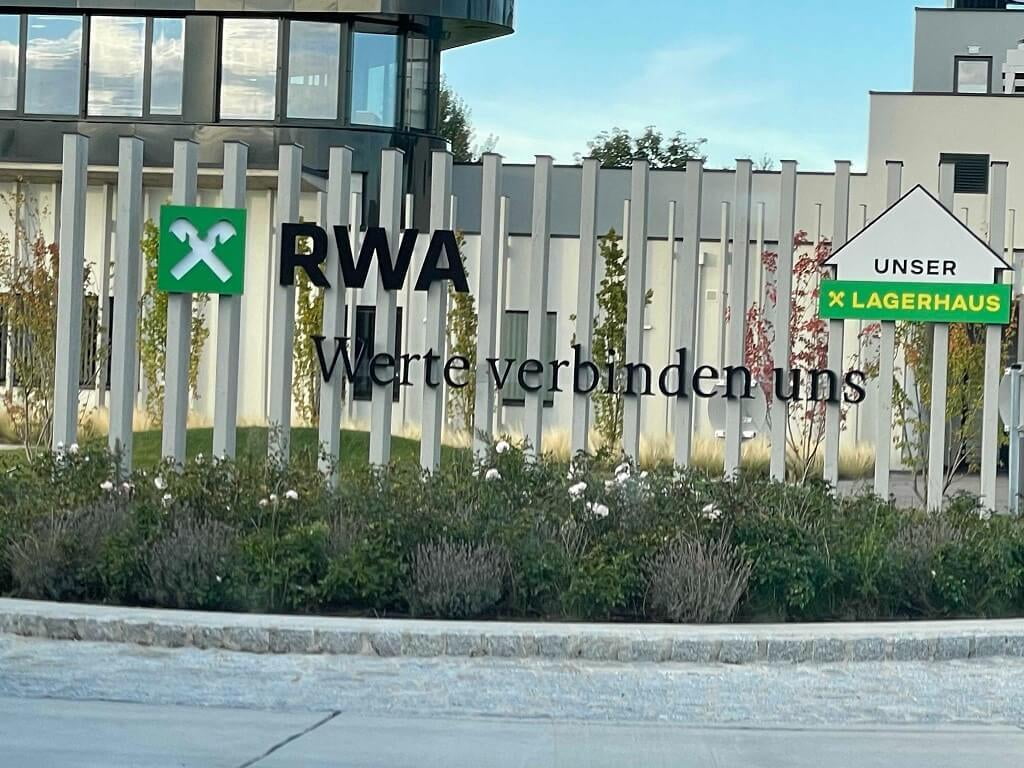 RWA
Werte verbinden uns
UNSER
LAGERHAUS